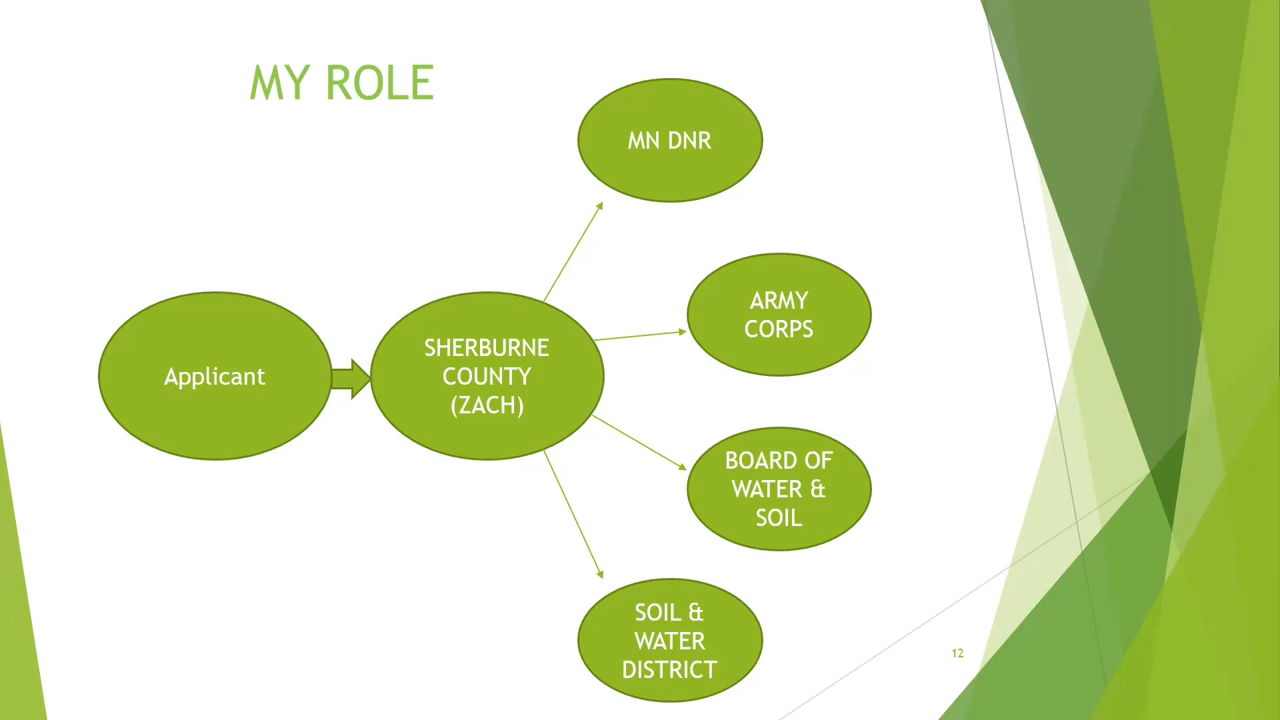 MY ROLE
MN DNR
ARMY
CORPS
Applicant
SHERBURNE
COUNTY
(ZACH)
BOARD OF
WATER &
SOIL
SOIL &
WATER
DISTRICT
12